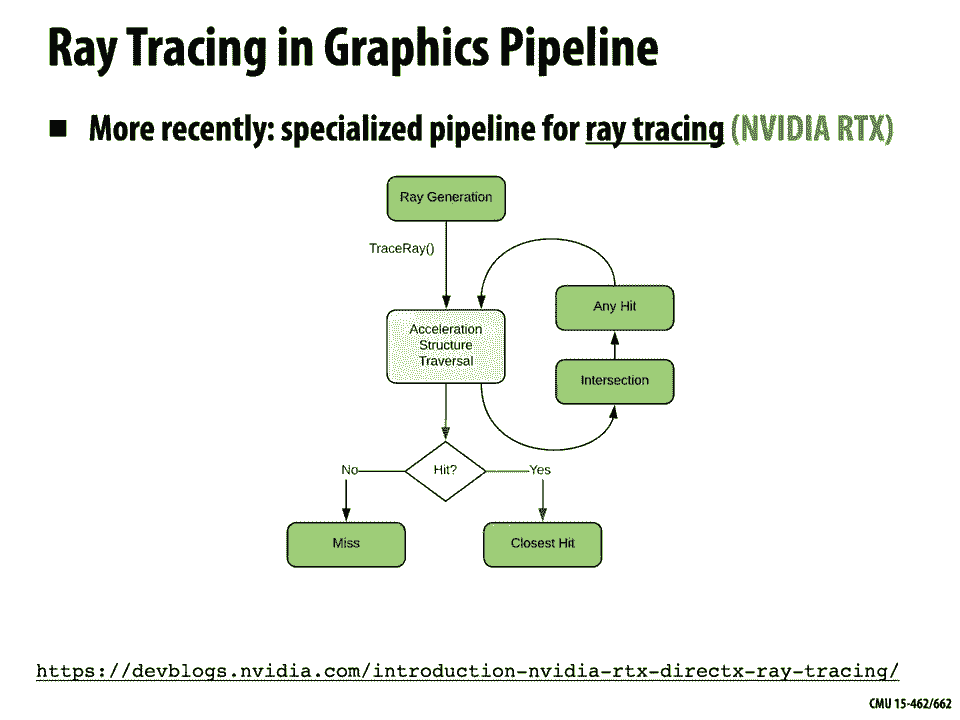 Ray Tracing in Graphics Pipeline
■ More recently: specialized pipeline for ray tracing (NVIDIA RTX)
Ray Generation
TraceRay()
Acceleration
Structure
Traversal
Any Hit
Intersection
Hit?
No
Yes
Miss
Closest Hit
https://devblogs.nvidia.com/introduction-nvidia-rtx-directx-ray-tracing/
CMU 15-462/662